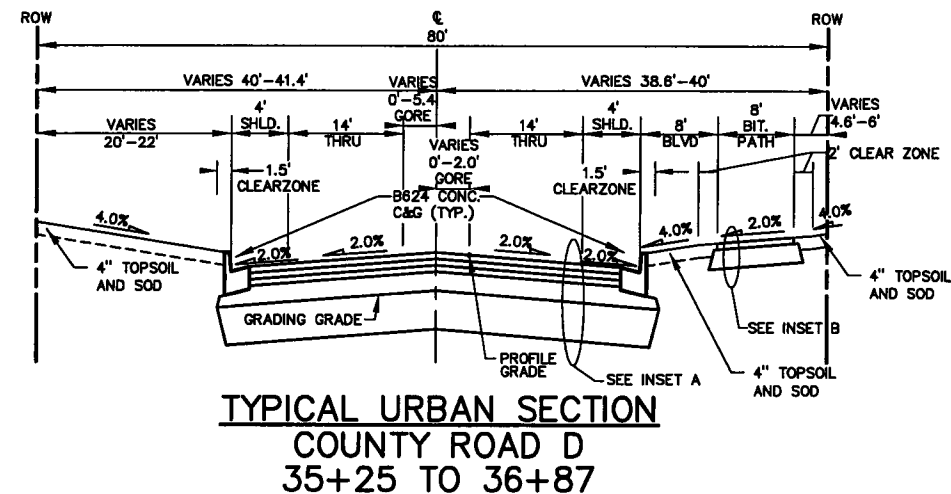 ROW
℄
ROW
80'
VARIES 40'-41.4'
VARIES
0'-5.4
GORE
VARIES 38.6'-40'
VARIES
20'-22'
4'
SHLD.
14'
THRU
14'
THRU
4'
SHLD.
8'
BLVD
8'
BIT.
PATH
VARIES
4.6'-6'
2' CLEAR ZONE
1.5'
CLEARZONE
VARIES
0'-2.0'
GORE
1.5'
CLEARZONE
B624 CONC.
C&G (TYP.)
4.0%
2.0%
2.0%
2.0%
2.0%
4.0%
2.0%
4.0%
4" TOPSOIL
AND SOD
4" TOPSOIL
AND SOD
GRADING GRADE
PROFILE
GRADE
SEE INSET A
SEE INSET B
4" TOPSOIL
AND SOD
TYPICAL URBAN SECTION
COUNTY ROAD D
35+25 TO 36+87